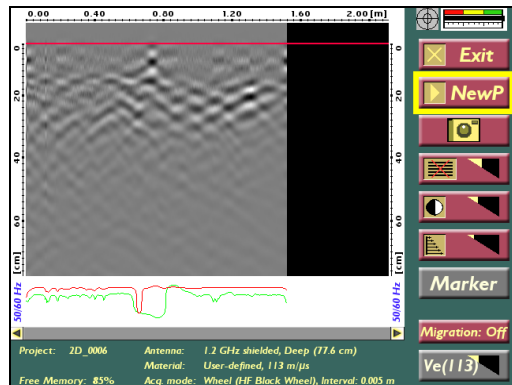 0.00 0.40 0.80 1.20 1.60 2.00 [m]
0 0
20 20
40 40
60 60
[cm] [cm]
50/60 Hz 50/60 Hz
Exit
NewP
Marker
Migration: Off
Ve(113)
Project: 2D_0006 Antenna: 1.2 GHz shielded, Deep (77.6 cm)
Material: User-defined, 113 m/µs
Free Memory: 85% Acq. mode: Wheel (HF Black Wheel), Interval: 0.005 m